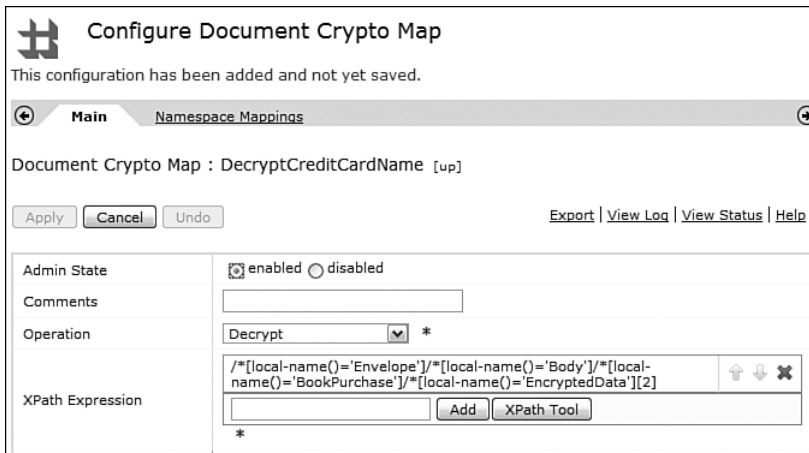 Configure Document Crypto Map
This configuration has been added and not yet saved.
Main Namespace Mappings
Document Crypto Map : DecryptCreditCardName [up]
Apply Cancel Undo Export | View Log | View Status | Help
Admin State enabled disabled
Comments
Operation Decrypt *
/*[local-name()='Envelope']/*[local-name()='Body']/*[local-
name()='BookPurchase']/*[local-name()='EncryptedData'][2]
XPath Expression
Add XPath Tool
*